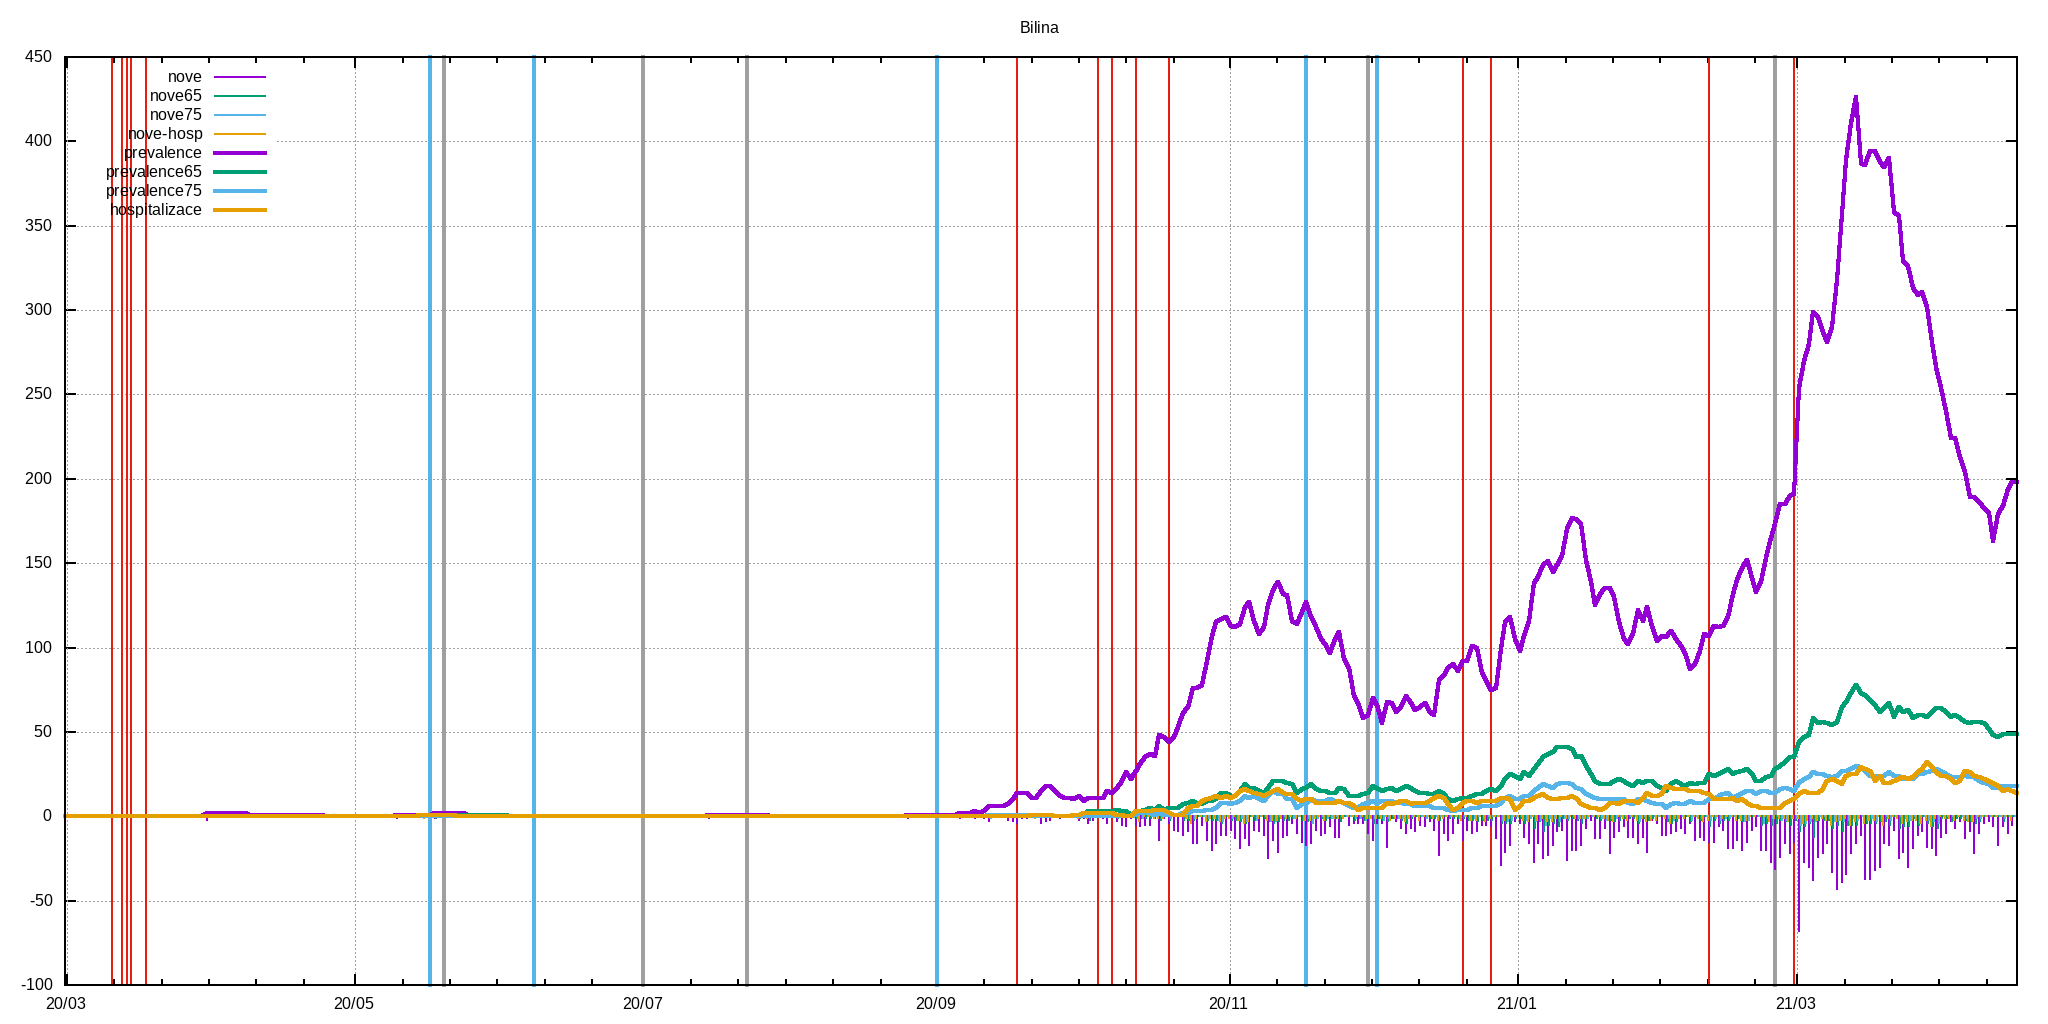 Bilina
450
400
350
300
250
200
150
100
50
0
-50
-100
nove
nove65
nove75
nove-hosp
prevalence
prevalence65
prevalence75
hospitalizace
20/03 20/05 20/07 20/09 20/11 21/01 21/03